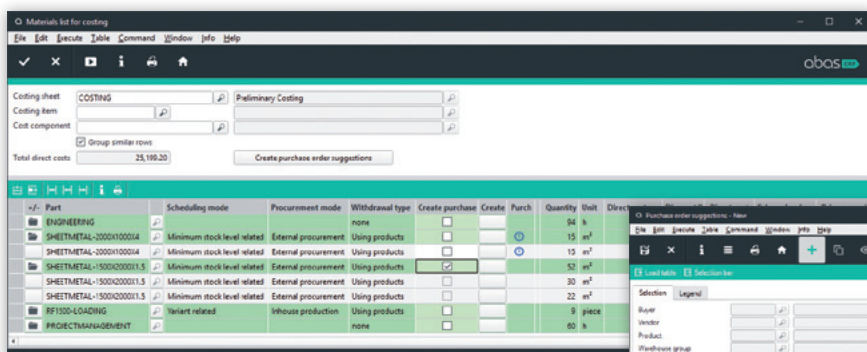 Materials list for costing
File Edit Execute Table Command Window Info Help
abas ERP
Costing sheet COSTING Preliminary Costing
Costing item
Cost component
Group similar rows
Total direct costs 25,100.20 Create purchase order suggestions
+/- Part Scheduling mode Procurement mode Withdrawal type Create purchase Create Purch Quantity Unit
ENGINEERING none 94 h
SHEETMETAL-2000X1000X4 Minimum stock level related External procurement Using products 15 m²
SHEETMETAL-2000X1000X4 Minimum stock level related External procurement Using products 15 m²
SHEETMETAL-1500X2000X1.5 Minimum stock level related External procurement Using products 52 m²
SHEETMETAL-1500X2000X1.5 Minimum stock level related External procurement Using products 30 m²
SHEETMETAL-1500X2000X1.5 Minimum stock level related External procurement Using products 22 m²
RF1500-LOADING Variant related Inhouse production Using products 9 piece
PROJECTMANAGEMENT none 60 h
Purchase order suggestions - New
File Edit Execute Table Command Window Info Help
Load table Selection bar
Selection Legend
Buyer
Vendor
Product
Warehouse group